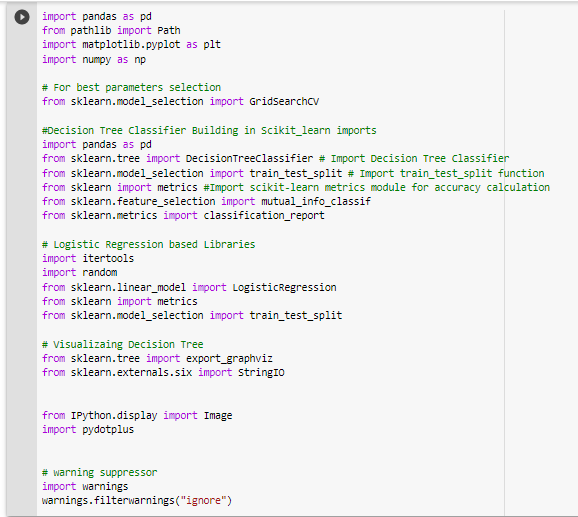 import pandas as pd
from pathlib import Path
import matplotlib.pyplot as plt
import numpy as np
# For best parameters selection
from sklearn.model_selection import GridSearchCV
#Decision Tree Classifier Building in Scikit_learn imports
import pandas as pd
from sklearn.tree import DecisionTreeClassifier # Import Decision Tree Classifier
from sklearn.model_selection import train_test_split # Import train_test_split function
from sklearn import metrics #Import scikit-learn metrics module for accuracy calculation
from sklearn.feature_selection import mutual_info_classif
from sklearn.metrics import classification_report
# Logistic Regression based Libraries
import itertools
import random
from sklearn.linear_model import LogisticRegression
from sklearn import metrics
from sklearn.model_selection import train_test_split
# Visualizaing Decision Tree
from sklearn.tree import export_graphviz
from sklearn.externals.six import StringIO
from IPython.display import Image
import pydotplus
# warning suppressor
import warnings
warnings.filterwarnings("ignore")